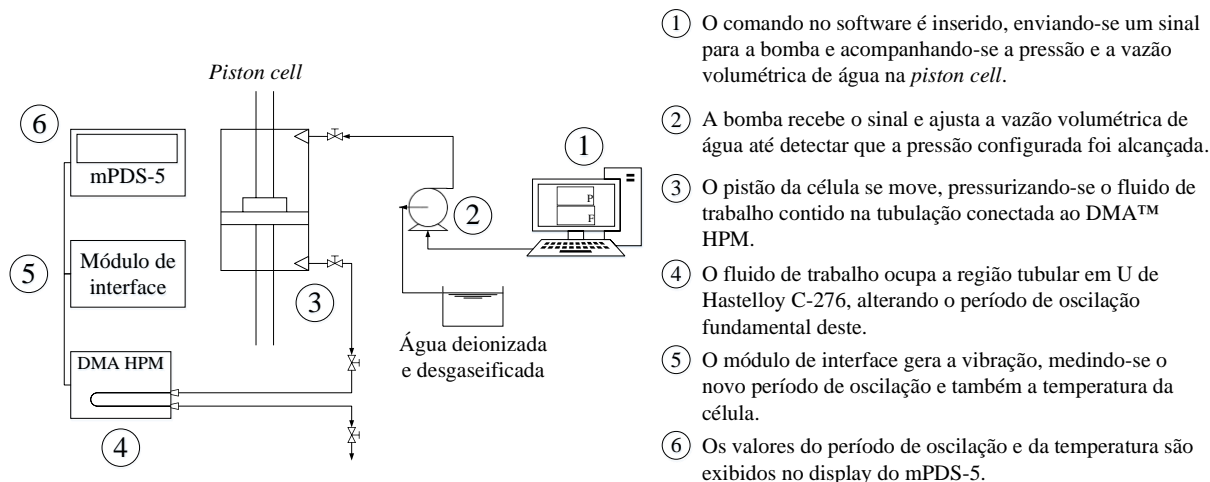 Piston cell
6
mPDS-5
5
Módulo de
interface
DMA HPM
4
3
2
1
P
F
Água deionizada
e desgaseificada
1 O comando no software é inserido, enviando-se um sinal
para a bomba e acompanhando-se a pressão e a vazão
volumétrica de água na piston cell.
2 A bomba recebe o sinal e ajusta a vazão volumétrica de
água até detectar que a pressão configurada foi alcançada.
3 O pistão da célula se move, pressurizando-se o fluido de
trabalho contido na tubulação conectada ao DMA™
HPM.
4 O fluido de trabalho ocupa a região tubular em U de
Hastelloy C-276, alterando o período de oscilação
fundamental deste.
5 O módulo de interface gera a vibração, medindo-se o
novo período de oscilação e também a temperatura da
célula.
6 Os valores do período de oscilação e da temperatura são
exibidos no display do mPDS-5.